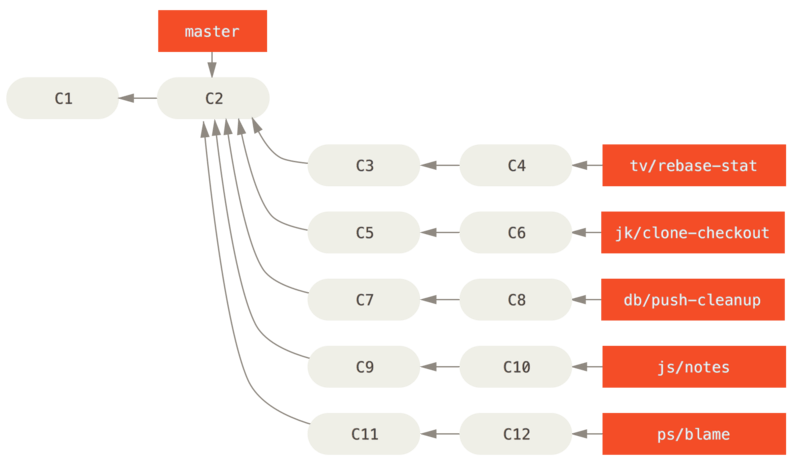 master
C1
C2
C3
C4
tv/rebase-stat
C5
C6
jk/clone-checkout
C7
C8
db/push-cleanup
C9
C10
js/notes
C11
C12
ps/blame